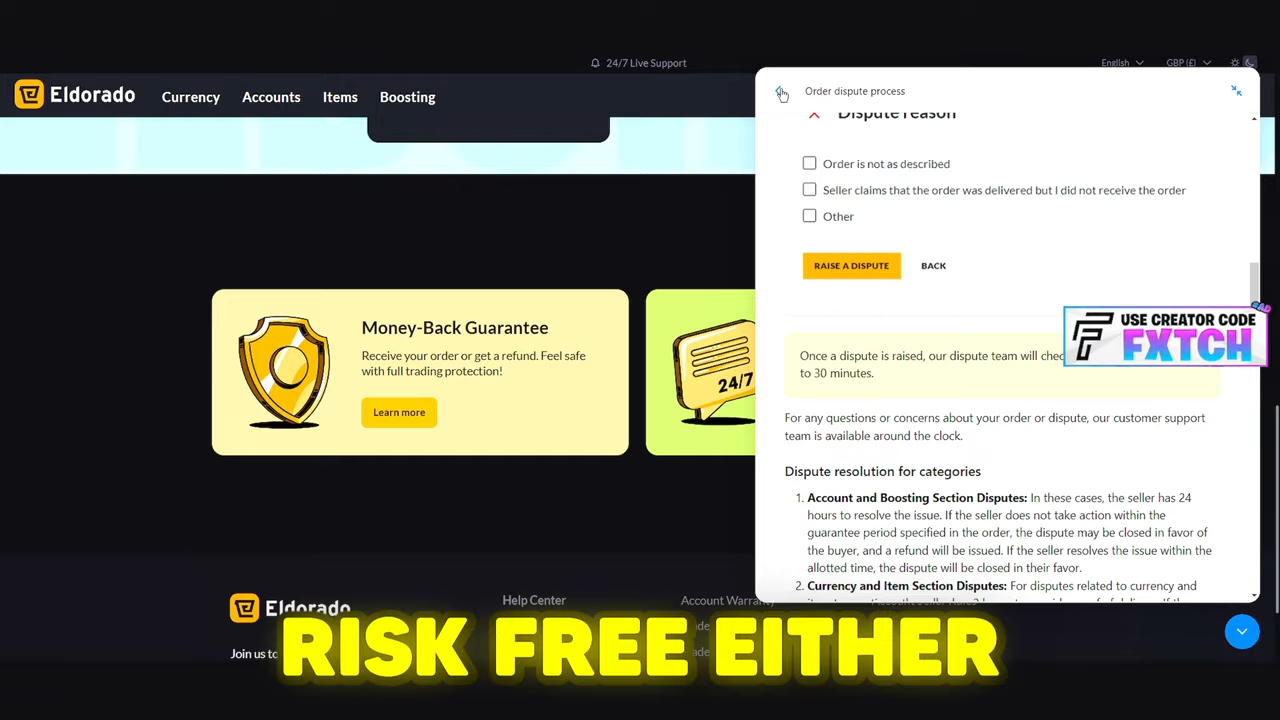 24/7 Live Support
English
GBP (£)
Eldorado
Currency
Accounts
Items
Boosting
Order dispute process
Dispute reason
Order is not as described
Seller claims that the order was delivered but I did not receive the order
Other
RAISE A DISPUTE
BACK
Money-Back Guarantee
Receive your order or get a refund. Feel safe
with full trading protection!
Learn more
24/7
AD
USE CREATOR CODE
FXTCH
Once a dispute is raised, our dispute team will
to 30 minutes.
For any questions or concerns about your order or dispute, our customer support
team is available around the clock.
Dispute resolution for categories
1. Account and Boosting Section Disputes: In these cases, the seller has 24
hours to resolve the issue. If the seller does not take action within the
guarantee period specified in the order, the dispute may be closed in favor of
the buyer, and a refund will be issued. If the seller resolves the issue within the
allotted time, the dispute will be closed in their favor.
2. Currency and Item Section Disputes: For disputes related to currency and
Eldorado
Help Center
Account Warranty
Join us to
RISK FREE EITHER